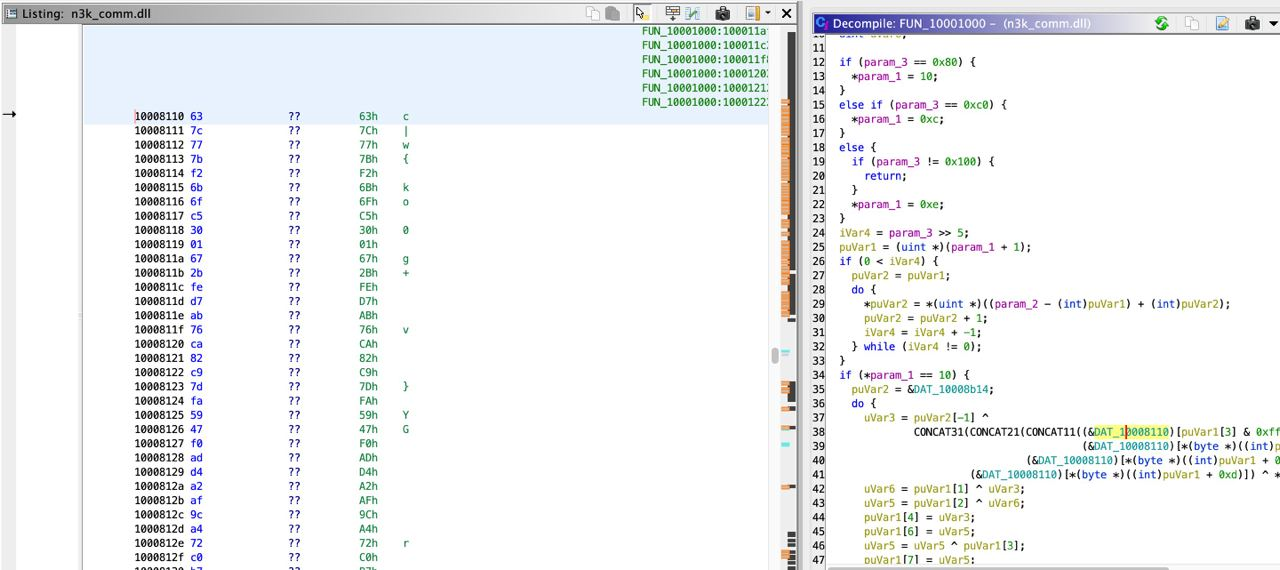 Listing: n3k_comm.dll
FUN_10001000:100011a
FUN_10001000:100011c
FUN_10001000:100011f
FUN_10001000:1000120
FUN_10001000:1000121
FUN_10001000:1000122
10008110 63 ?? 63h c
10008111 7c ?? 7Ch |
10008112 77 ?? 77h w
10008113 7b ?? 7Bh {
10008114 f2 ?? F2h
10008115 6b ?? 6Bh k
10008116 6f ?? 6Fh o
10008117 c5 ?? C5h
10008118 30 ?? 30h 0
10008119 01 ?? 01h
1000811a 67 ?? 67h g
1000811b 2b ?? 2Bh +
1000811c fe ?? FEh
1000811d d7 ?? D7h
1000811e ab ?? ABh
1000811f 76 ?? 76h v
10008120 ca ?? CAh
10008121 82 ?? 82h
10008122 c9 ?? C9h
10008123 7d ?? 7Dh }
10008124 fa ?? FAh
10008125 59 ?? 59h Y
10008126 47 ?? 47h G
10008127 f0 ?? F0h
10008128 ad ?? ADh
10008129 d4 ?? D4h
1000812a a2 ?? A2h
1000812b af ?? AFh
1000812c 9c ?? 9Ch
1000812d a4 ?? A4h
1000812e 72 ?? 72h r
1000812f c0 ?? C0h
Decompile: FUN_10001000 – (n3k_comm.dll)
11
12 if (param_3 == 0x80) {
13 *param_1 = 10;
14 }
15 else if (param_3 == 0xc0) {
16 *param_1 = 0xc;
17 }
18 else {
19 if (param_3 != 0x100) {
20 return;
21 }
22 *param_1 = 0xe;
23 }
24 iVar4 = param_3 >> 5;
25 puVar1 = (uint *)(param_1 + 1);
26 if (0 < iVar4) {
27 puVar2 = puVar1;
28 do {
29 *puVar2 = *(uint *)((param_2 - (int)puVar1) + (int)puVar2);
30 puVar2 = puVar2 + 1;
31 iVar4 = iVar4 + -1;
32 } while (iVar4 != 0);
33 }
34 if (*param_1 == 10) {
35 puVar2 = &DAT_10008b14;
36 do {
37 uVar3 = puVar2[-1] ^
38 CONCAT31(CONCAT21(CONCAT11((&DAT_10008110)[puVar1[3] & 0xff
39 (&DAT_10008110)[*(byte *)((int)p
40 (&DAT_10008110)[*(byte *)((int)puVar1 + 0
41 (&DAT_10008110)[*(byte *)((int)puVar1 + 0xd)]) ^ *
42 uVar6 = puVar1[1] ^ uVar3;
43 uVar5 = puVar1[2] ^ uVar6;
44 puVar1[4] = uVar3;
45 puVar1[6] = uVar5;
46 uVar5 = uVar5 ^ puVar1[3];
47 puVar1[7] = uVar5;